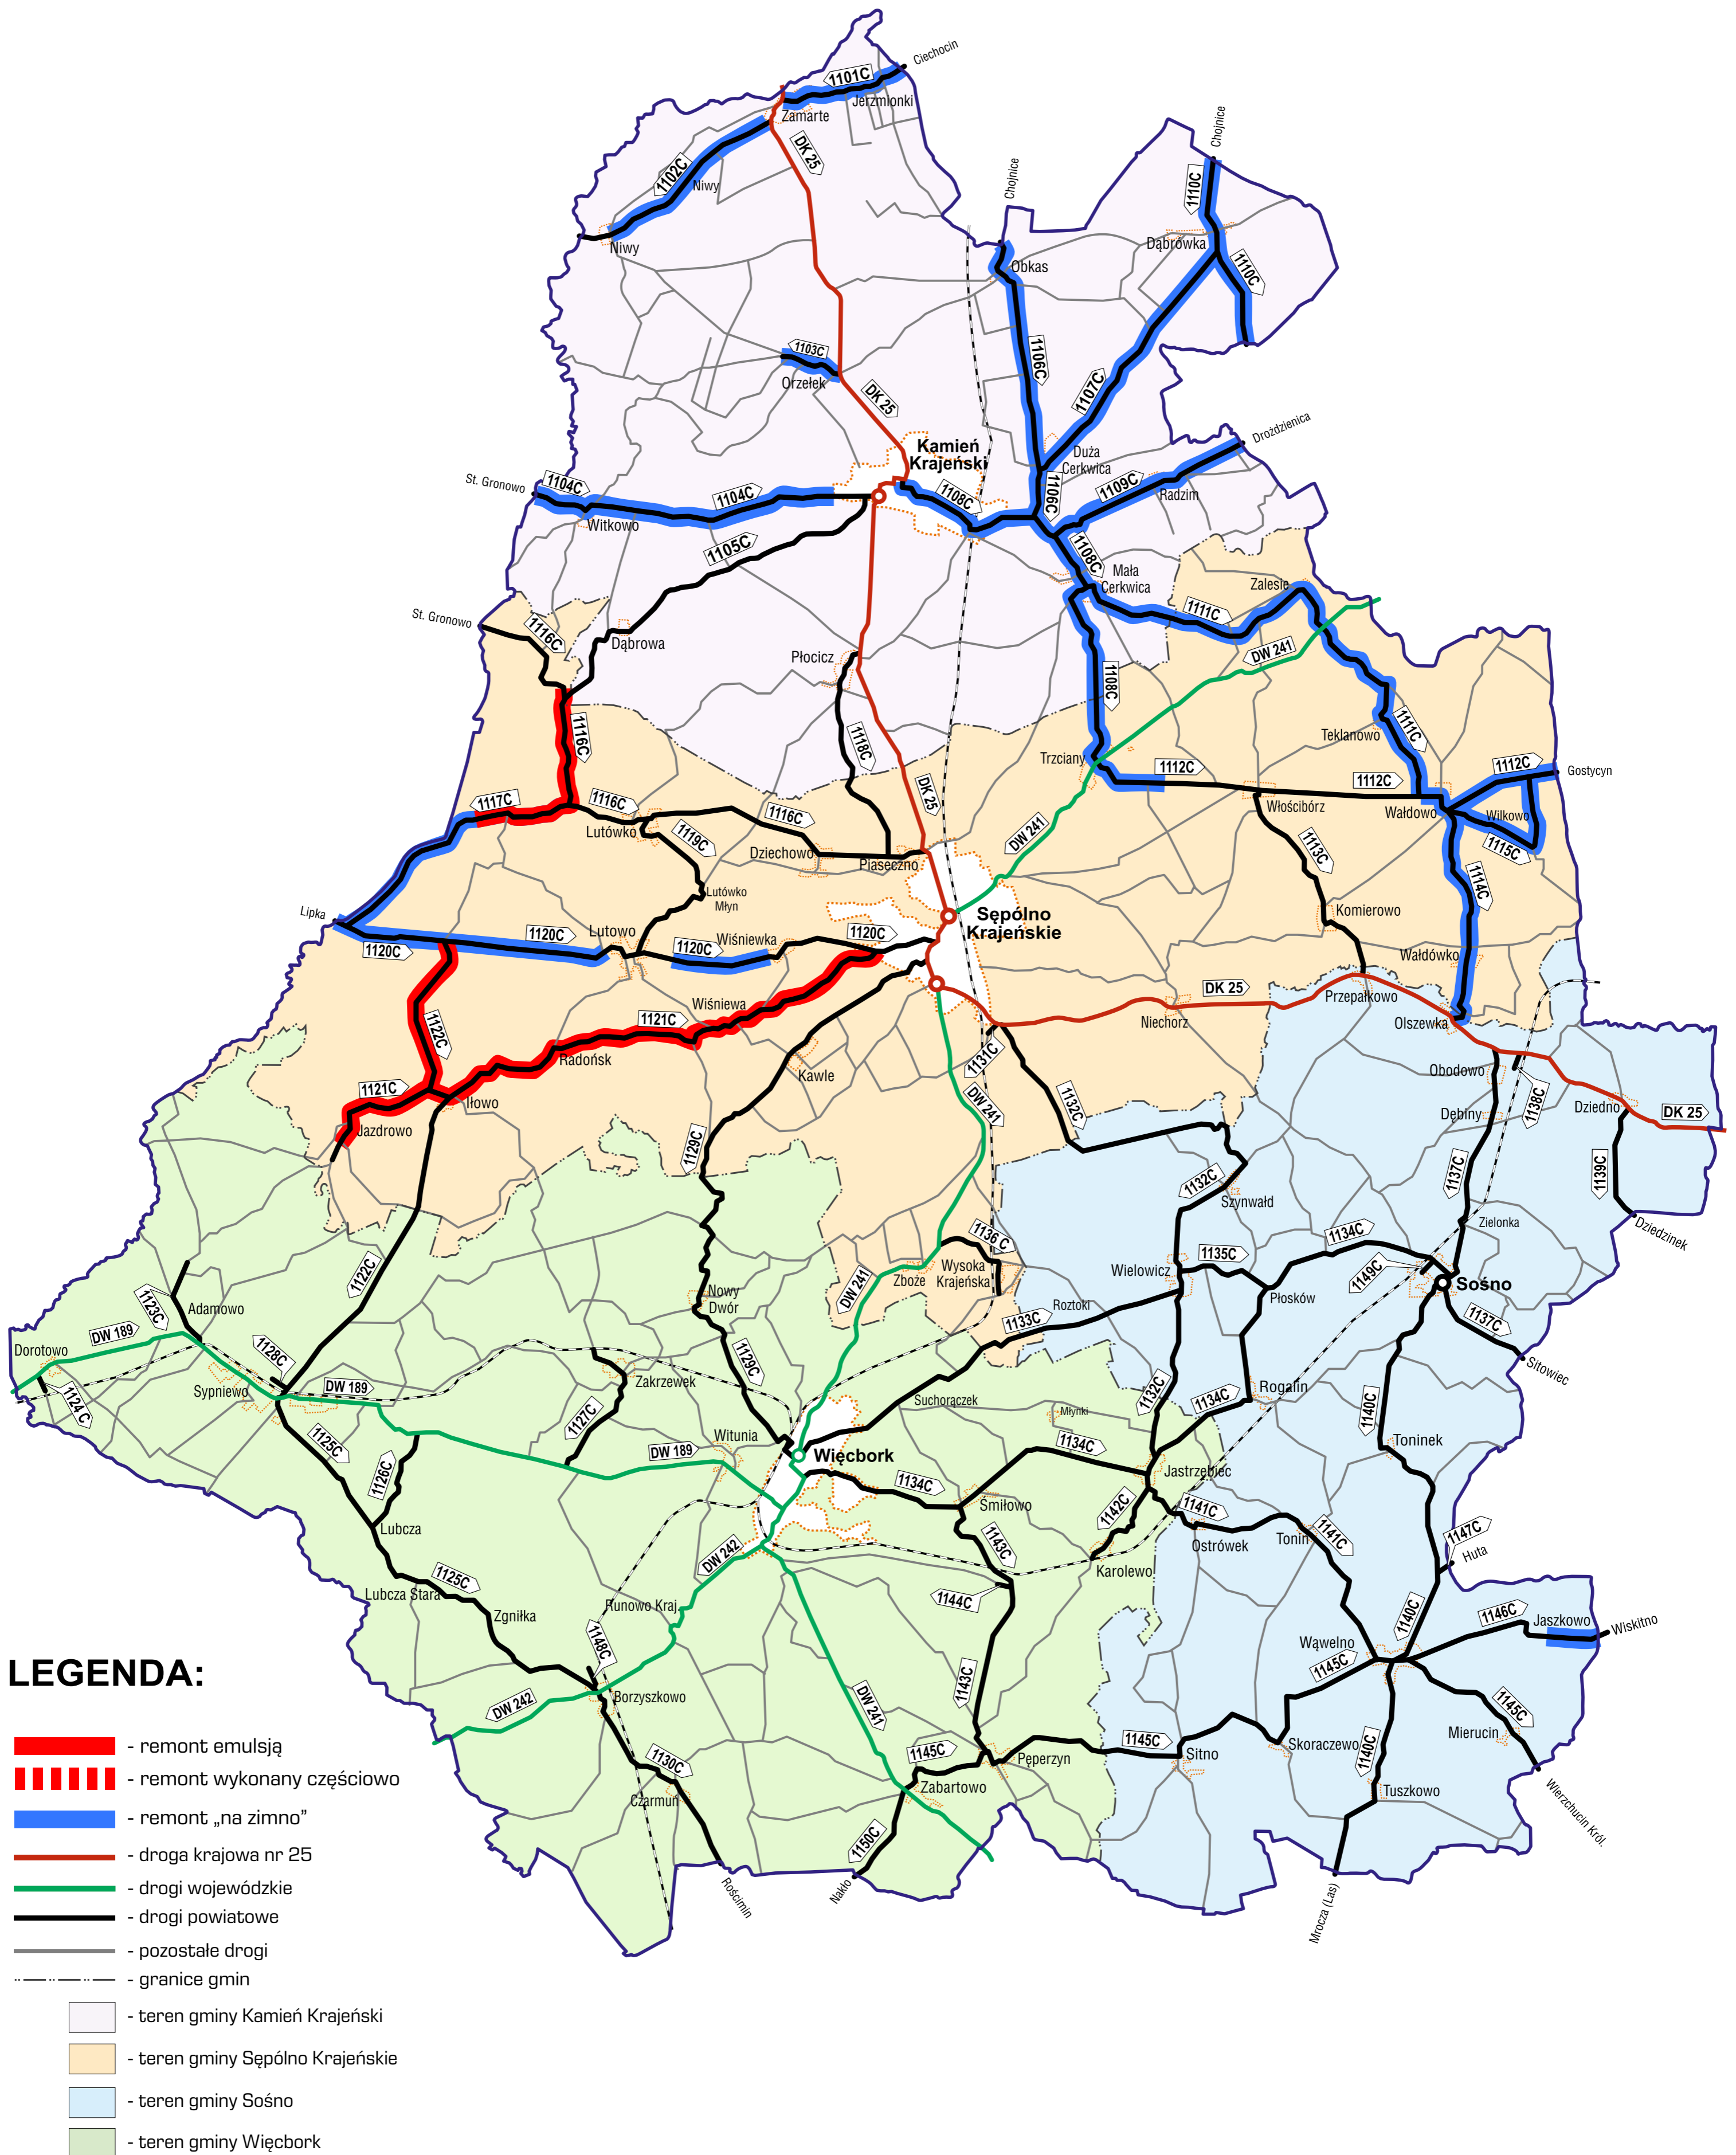 Ciechocin
1101C
Jerzmionki
Zamarte
DK 25
1102C
Niwy
Niwy
Chojnice
Chojnice
1110C
Dąbrówka
1110C
Obkas
1106C
1107C
1103C
Orzełek
DK 25
Kamień
Krajeński
Duża
Cerkwica
Drożdzienica
St. Gronowo
1104C
1104C
Witkowo
1108C
1106C
1109C
Radzim
1105C
1108C
Mała
Cerkwica
Zalesie
1111C
St. Gronowo
1116C
Dąbrowa
Płocicz
DW 241
1108C
1116C
1118C
Teklanowo
1111C
Trzciany
1112C
1112C
1112C
Gostycyn
DK 25
Włościbórz
Wałdowo
Wilkowo
1115C
1117C
1116C
Lutówko
1116C
1119C
Dziechowo
Piaseczno
DW 241
1113C
1114C
Lutówko
Młyn
Lipka
1120C
1120C
Lutowo
1120C
Wiśniewka
1120C
Sępólno
Krajeńskie
Komierowo
Wałdówko
1122C
Wiśniewa
1121C
Radońsk
DK 25
Przepałkowo
Niechorz
Olszewka
1131C
Kawle
1121C
Iłowo
Jazdrowo
DW 241
1132C
Obodowo
1138C
Dębiny
Dziedno
DK 25
1129C
1132C
Szynwałd
1137C
1139C
Zielonka
Dziedzinek
1122C
1136 C
Wysoka
Krajeńska
Zboże
DW 241
1135C
Wielowicz
1134C
1149C
Płosków
Sośno
1123C
Adamowo
DW 189
Dorotowo
Nowy
Dwór
Roztoki
1133C
1137C
Sitowiec
1128C
1124 C
Sypniewo
DW 189
1129C
Zakrzewek
1127C
Suchorączek
Młynki
1132C
1134C
Rogalin
1140C
Toninek
1125C
1126C
Witunia
DW 189
Więcbork
1134C
1134C
Jastrzębiec
Śmiłowo
1142C
1141C
Ostrówek
Tonin
1141C
1147C
Huta
Lubcza
1143C
Karolewo
DW 242
1125C
Lubcza Stara
Zgniłka
Runowo Kraj.
1144C
1148C
1140C
1146C
Jaszkowo
Wiskitno
Wąwelno
1145C
1143C
Borzyszkowo
DW 242
DW 241
1145C
Mierucin
1130C
1145C
Pęperzyn
1145C
Sitno
Skoraczewo
1140C
Czarmuń
Zabartowo
Tuszkowo
Wierzchucin Król.
1150C
Rościmin
Nakło
Mrocza (Las)
LEGENDA:
- remont emulsją
- remont wykonany częściowo
- remont „na zimno”
- droga krajowa nr 25
- drogi wojewódzkie
- drogi powiatowe
- pozostałe drogi
- granice gmin
- teren gminy Kamień Krajeński
- teren gminy Sępólno Krajeńskie
- teren gminy Sośno
- teren gminy Więcbork